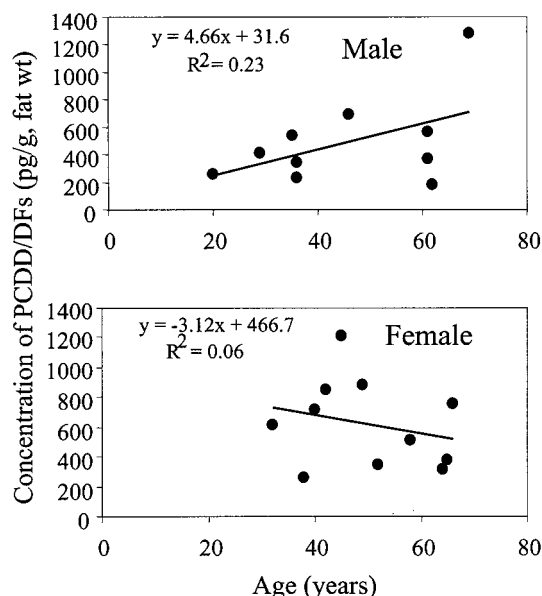 Concentration of PCDD/DFs (pg/g, fat wt)
1400
1200
1000
800
600
400
200
0
y = 4.66x + 31.6
R² = 0.23
Male
0 20 40 60 80
1400
1200
1000
800
600
400
200
0
y = -3.12x + 466.7
R² = 0.06
Female
0 20 40 60 80
Age (years)